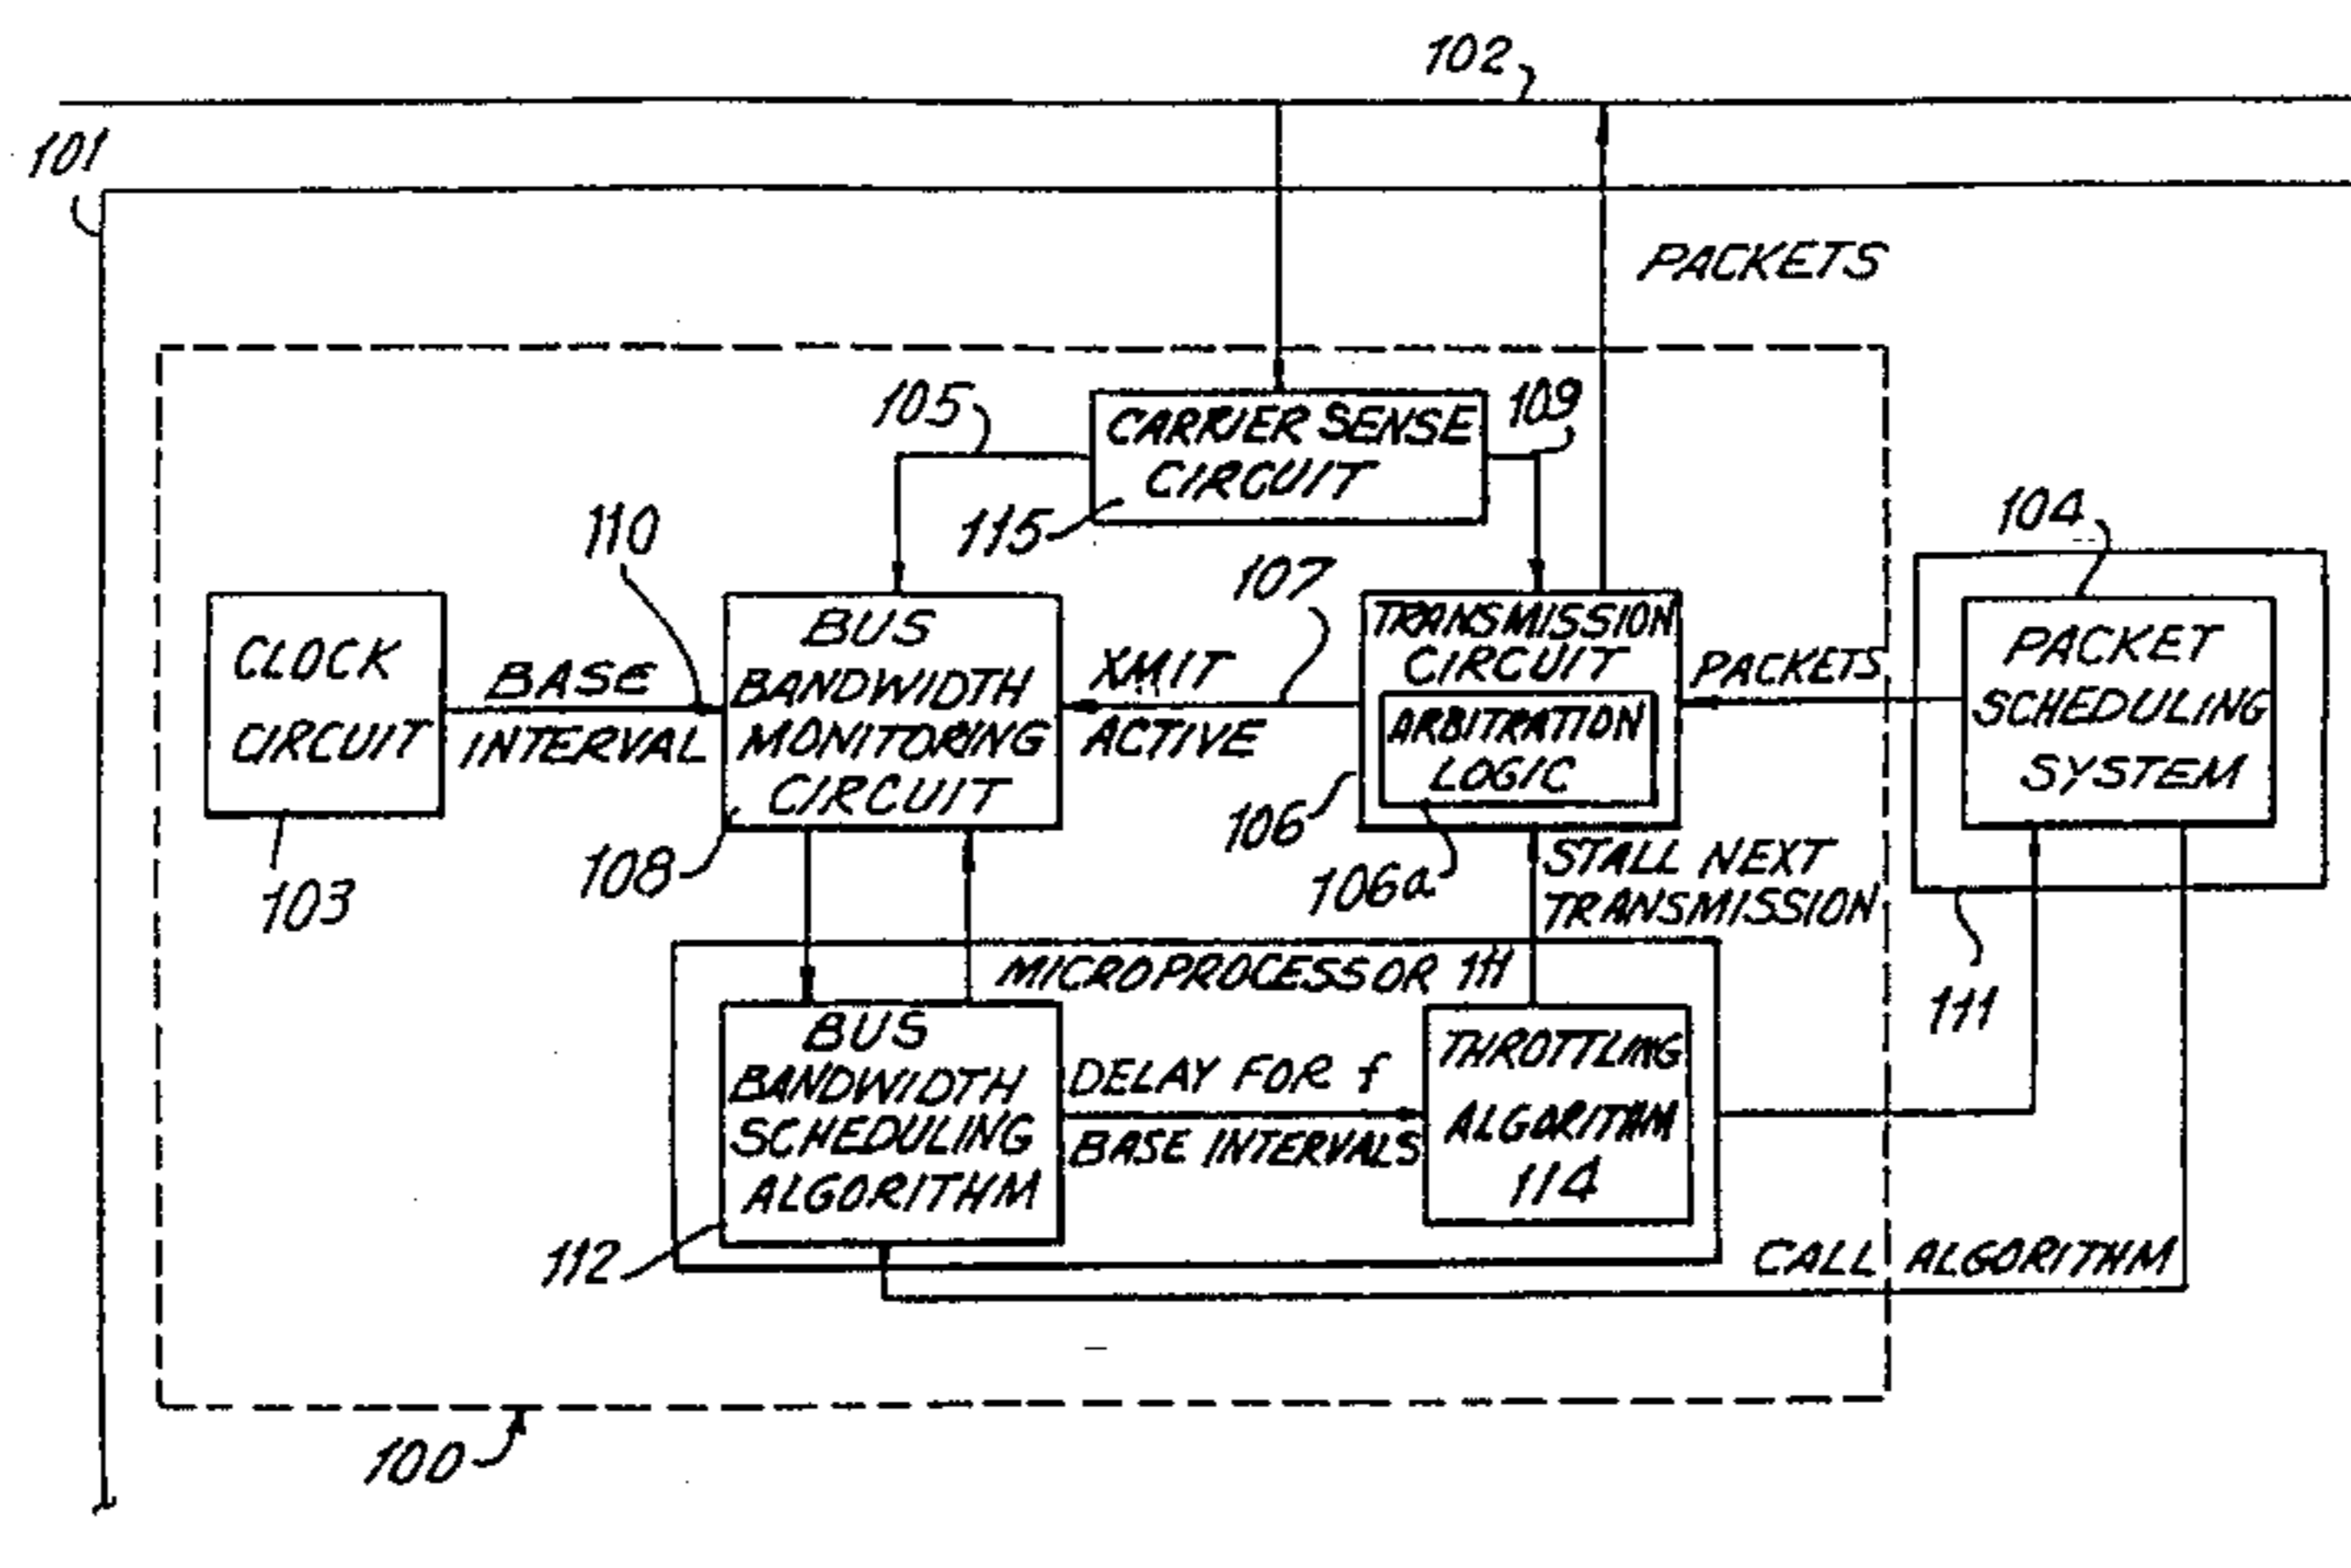 102
101
PACKETS
105
CARRIER SENSE
CIRCUIT
109
115
110
107
104
CLOCK
CIRCUIT
BASE
INTERVAL
BUS
BANDWIDTH
MONITORING
CIRCUIT
XMIT
ACTIVE
TRANSMISSION
CIRCUIT
ARBITRATION
LOGIC
PACKETS
PACKET
SCHEDULING
SYSTEM
103
108
106
106a
STALL NEXT
TRANSMISSION
111
MICROPROCESSOR 111
BUS
BANDWIDTH
SCHEDULING
ALGORITHM
DELAY FOR f
BASE INTERVALS
THROTTLING
ALGORITHM
114
112
CALL ALGORITHM
100